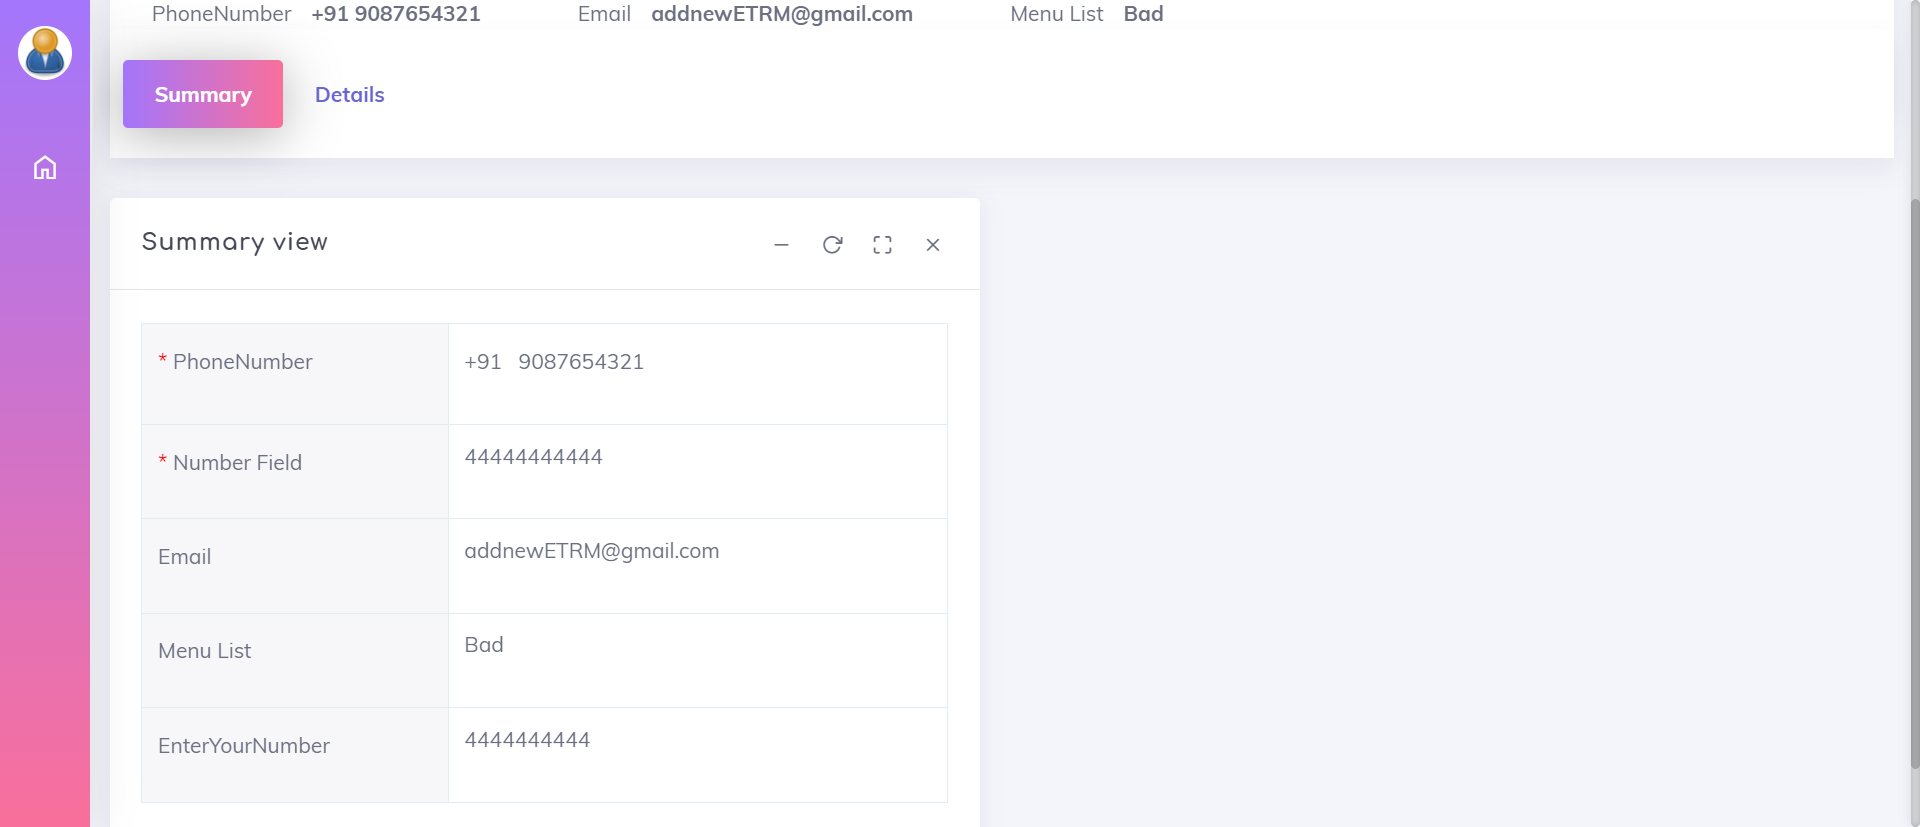 PhoneNumber +91 9087654321 Email addnewETRM@gmail.com Menu List Bad
Summary Details
Summary view
* PhoneNumber +91 9087654321
* Number Field 44444444444
Email addnewETRM@gmail.com
Menu List Bad
EnterYourNumber 4444444444